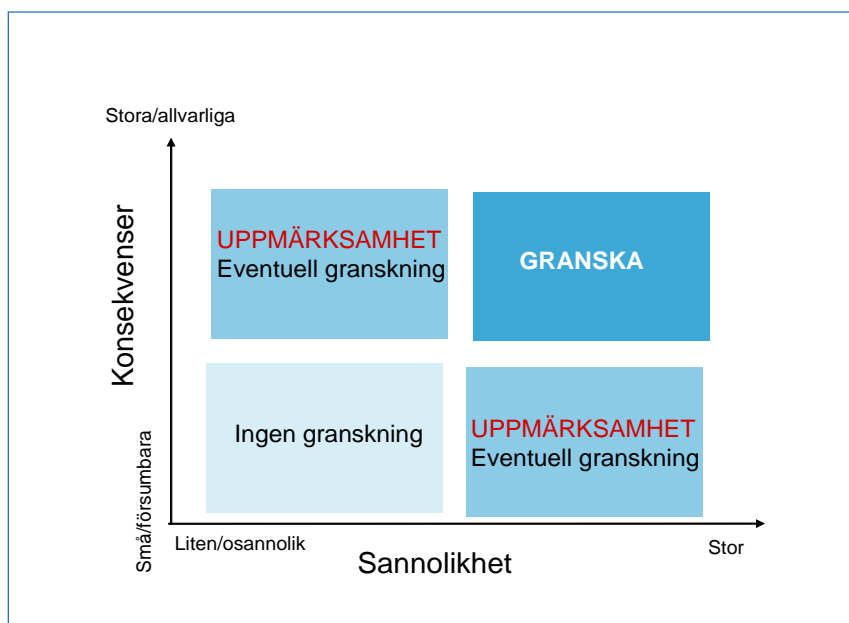 Stora/allvarliga
Konsekvenser
UPPMÄRKSAMHET
Eventuell granskning
GRANSKA
Ingen granskning
UPPMÄRKSAMHET
Eventuell granskning
Små/försumbara
Liten/osannolik
Sannolikhet
Stor